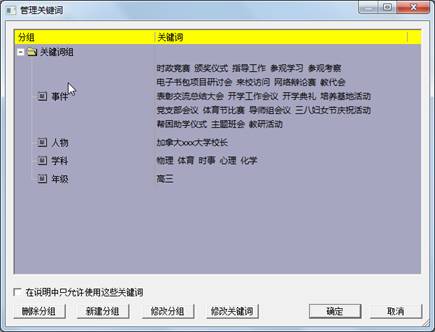 管理关键词
分组 关键词
关键词组
时政竞赛 颁奖仪式 指导工作 参观学习 参观考察
电子书包项目研讨会 来校访问 网络辩论赛 教代会
事件 表彰交流总结大会 开学工作会议 开学典礼 培养基地活动
党支部会议 体育节比赛 导师组会议 三八妇女节庆祝活动
帮困助学仪式 主题班会 教研活动
人物 加拿大xxx大学校长
学科 物理 体育 时事 心理 化学
年级 高三
在说明中只允许使用这些关键词
删除分组 新建分组 修改分组 修改关键词 确定 取消